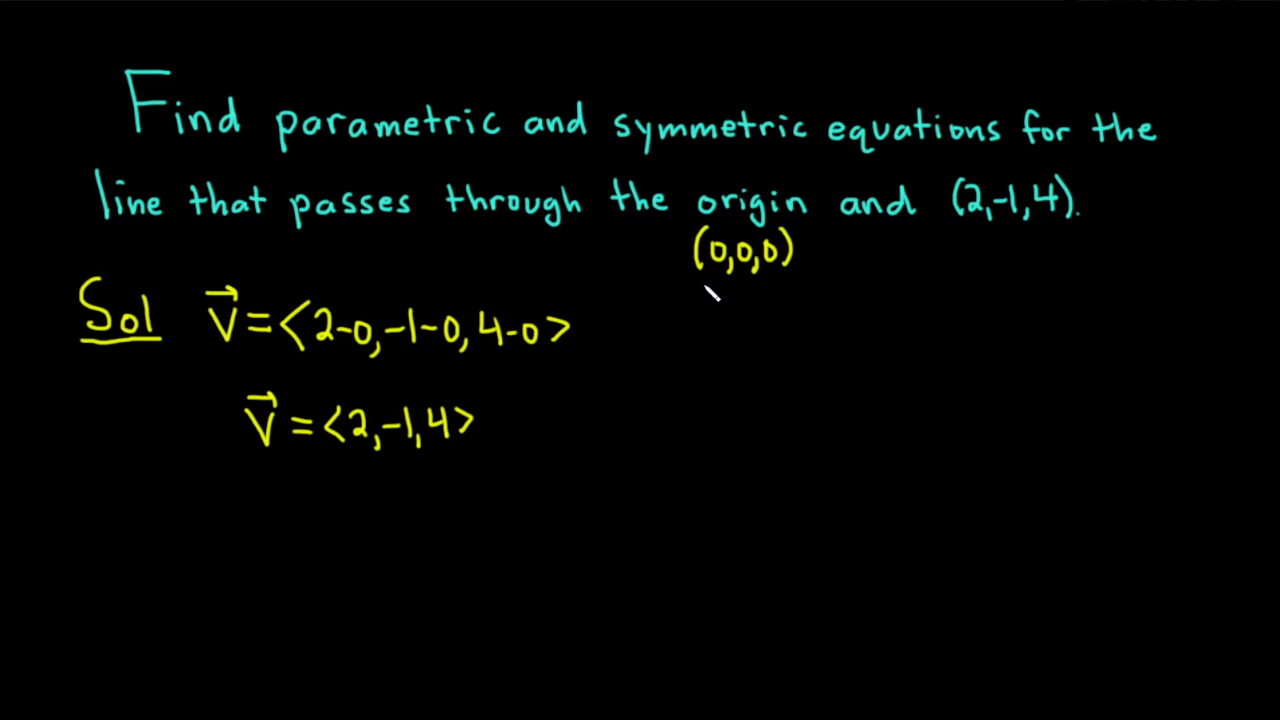 Find parametric and symmetric equations for the
line that passes through the origin and (2,-1,4).
(0,0,0)
Sol V⃗ = <2-0, -1-0, 4-0>
V⃗ = <2,-1,4>